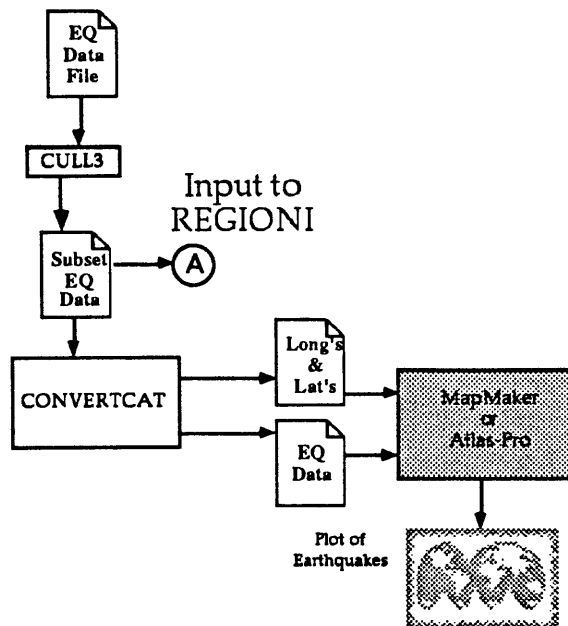 EQ
Data
File
CULL3
Input to
REGIONI
Subset
EQ
Data
A
CONVERTCAT
Long's
&
Lat's
EQ
Data
MapMaker
or
Atlas-Pro
Plot of
Earthquakes